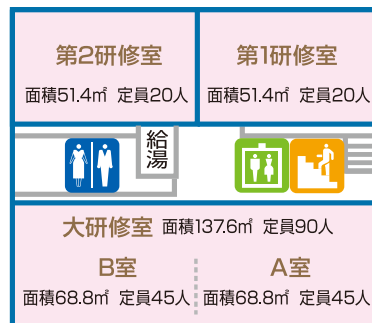 第2研修室
面積51.4㎡ 定員20人
第1研修室
面積51.4㎡ 定員20人
給湯
大研修室 面積137.6㎡ 定員90人
B室
面積68.8㎡ 定員45人
A室
面積68.8㎡ 定員45人